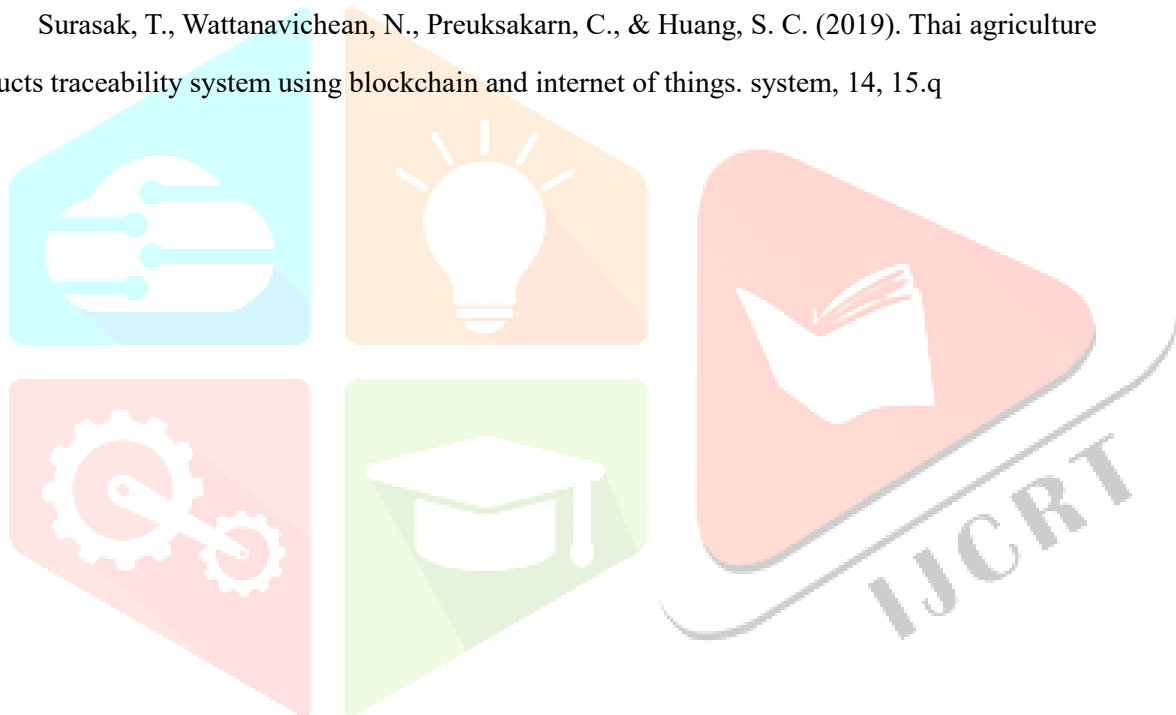 Surasak, T., Wattanavichean, N., Preuksakarn, C., & Huang, S. C. (2019). Thai agriculture
ucts traceability system using blockchain and internet of things. system, 14, 15.q
IJCRT